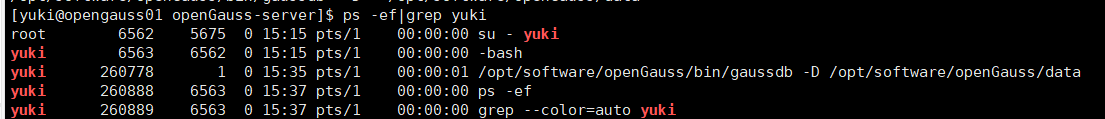 [yuki@opengauss01 openGauss-server]$ ps -ef|grep yuki
root 6562 5675 0 15:15 pts/1 00:00:00 su - yuki
yuki 6563 6562 0 15:15 pts/1 00:00:00 -bash
yuki 260778 1 0 15:35 pts/1 00:00:01 /opt/software/openGauss/bin/gaussdb -D /opt/software/openGauss/data
yuki 260888 6563 0 15:37 pts/1 00:00:00 ps -ef
yuki 260889 6563 0 15:37 pts/1 00:00:00 grep --color=auto yuki